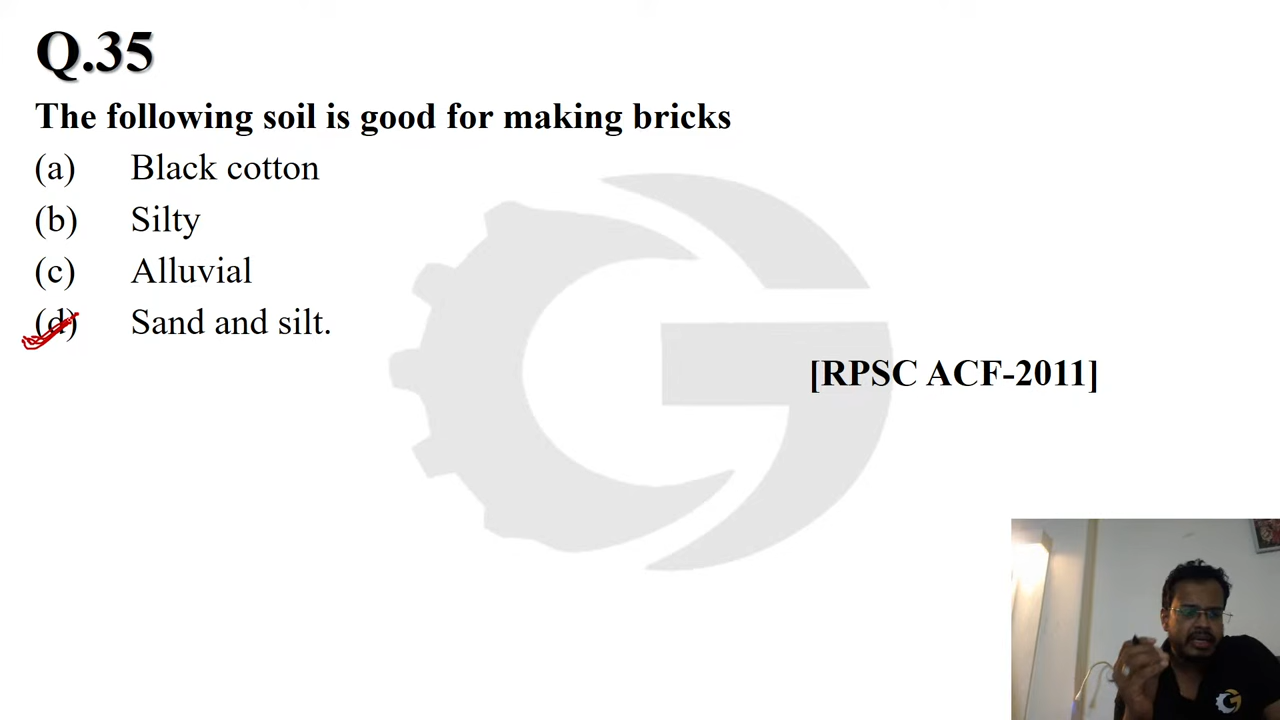 Q.35
The following soil is good for making bricks
(a) Black cotton
(b) Silty
(c) Alluvial
(d) Sand and silt.
[RPSC ACF-2011]